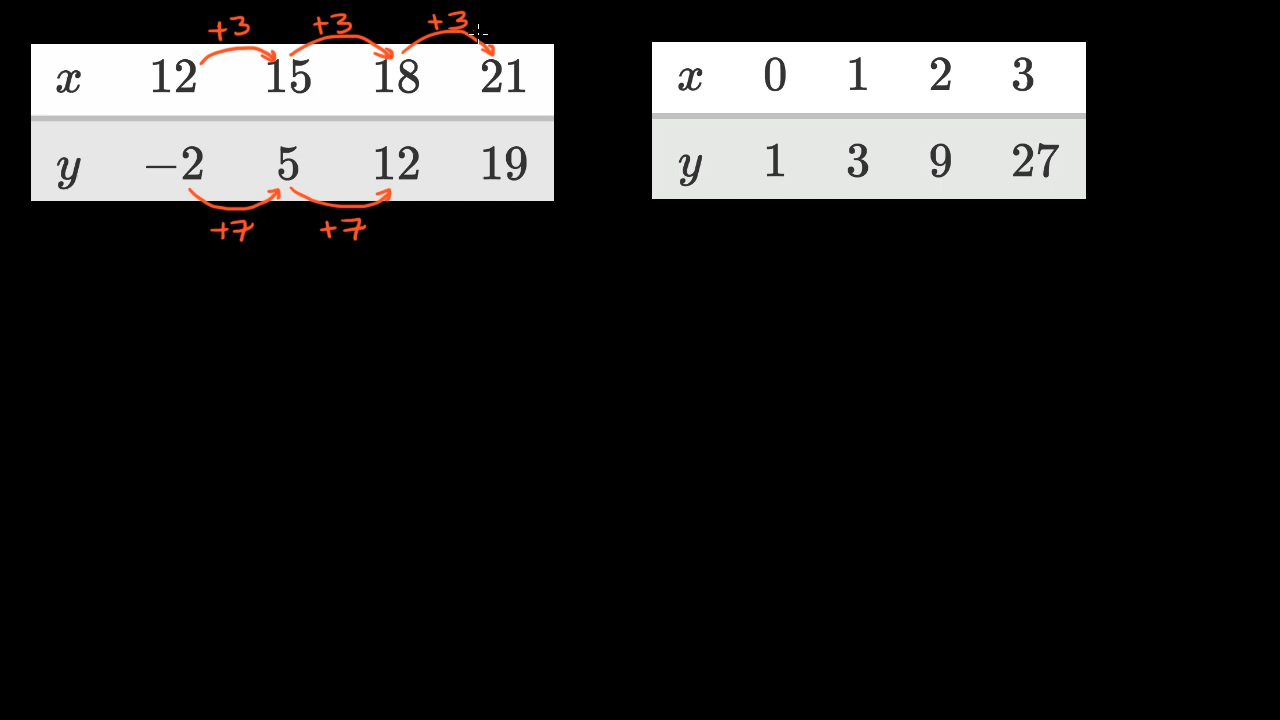 +3 +3 +3
x 12 15 18 21
y −2 5 12 19
+7 +7
x 0 1 2 3
y 1 3 9 27